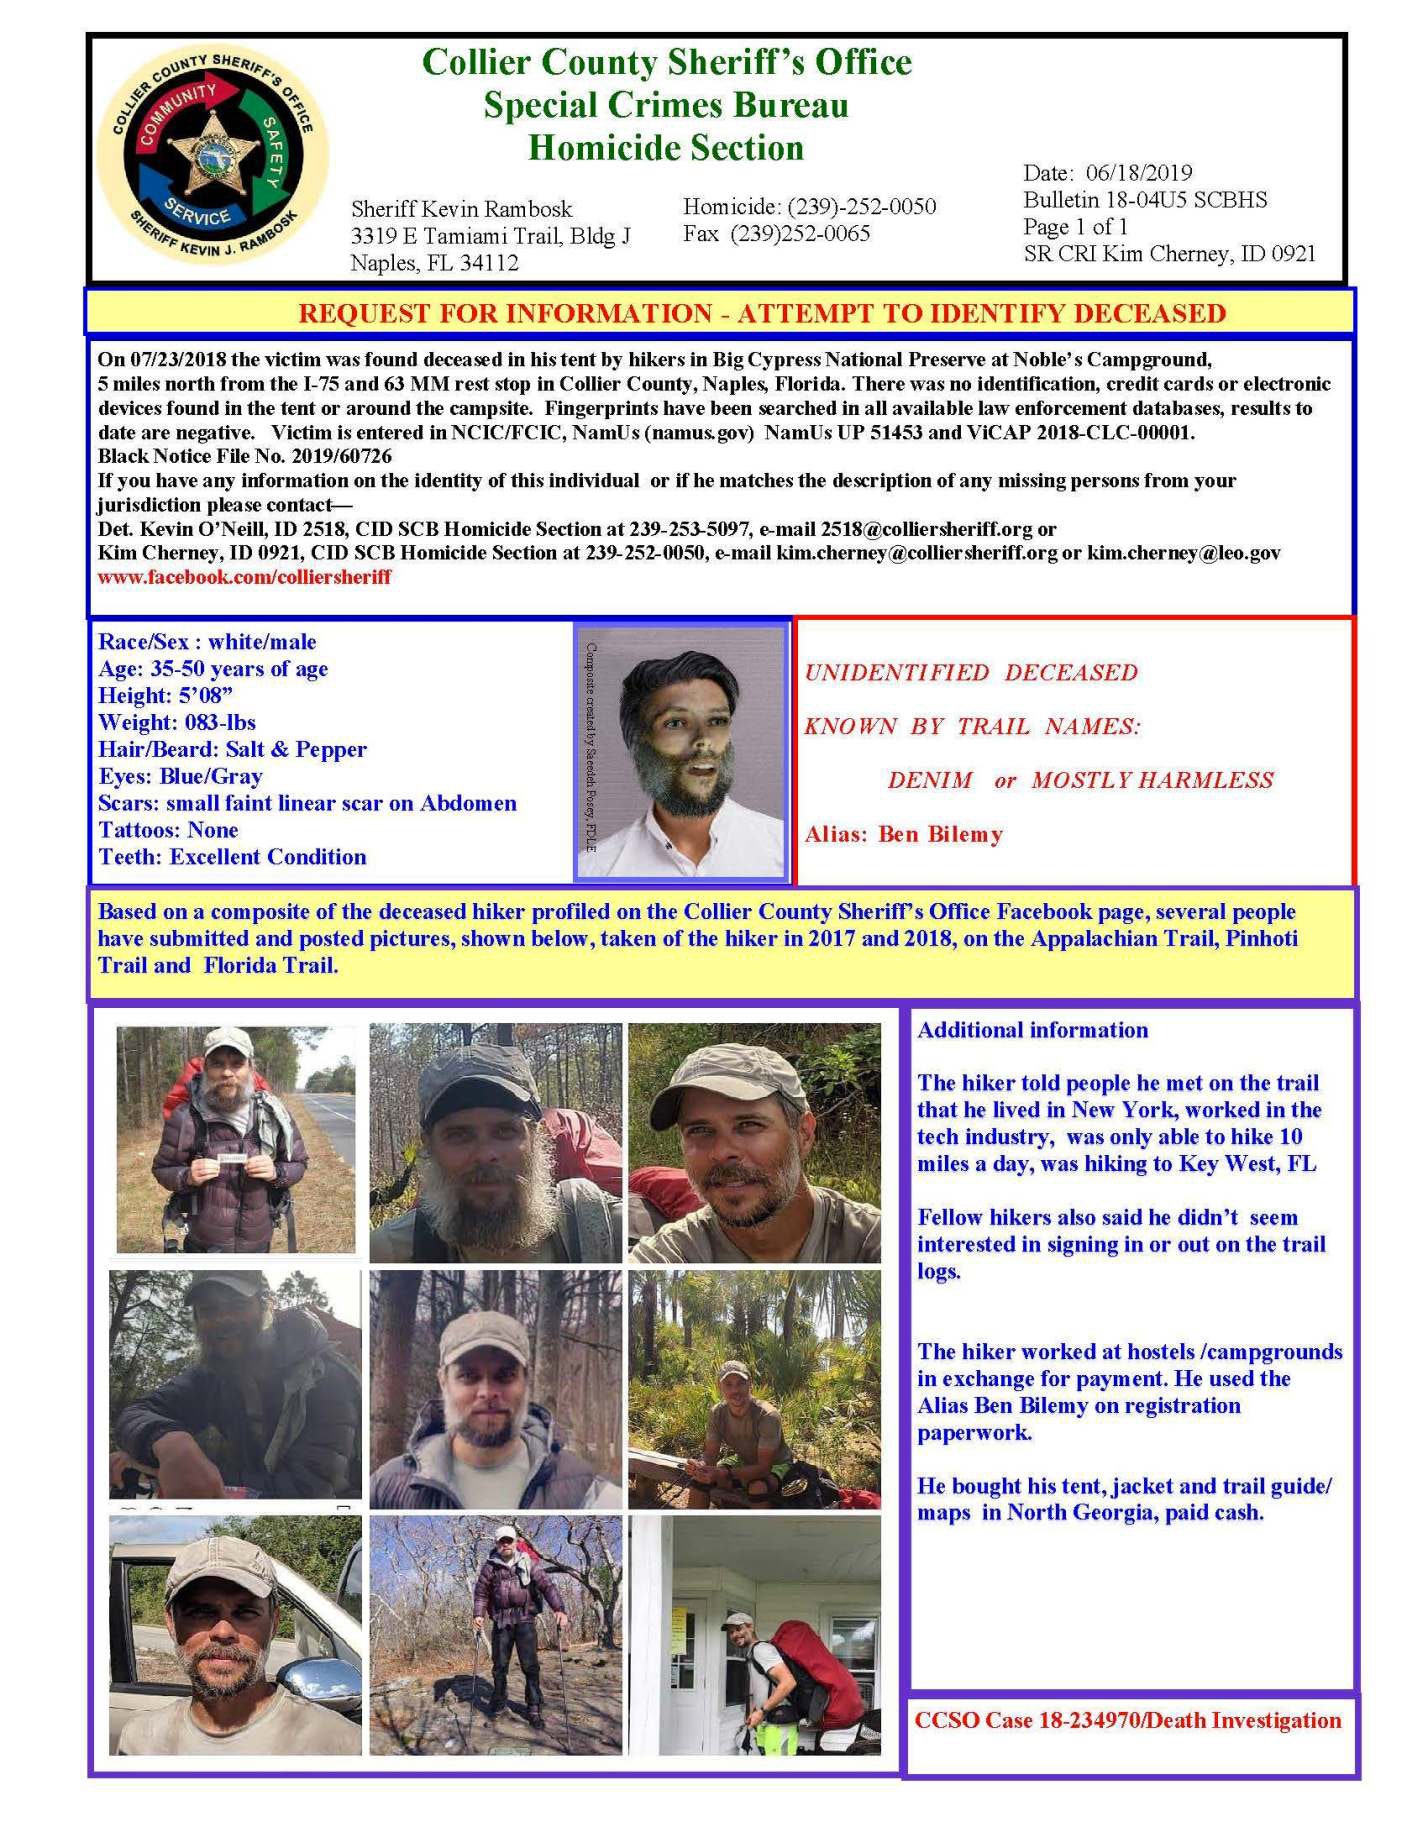 COLLIER COUNTY SHERIFF'S OFFICE
COMMUNITY
SAFETY
SERVICE
SHERIFF KEVIN J. RAMBOSK
Collier County Sheriff's Office
Special Crimes Bureau
Homicide Section
Sheriff Kevin Rambosk
3319 E Tamiami Trail, Bldg J
Naples, FL 34112
Homicide: (239)-252-0050
Fax (239)252-0065
Date: 06/18/2019
Bulletin 18-04U5 SCBHS
Page 1 of 1
SR CRI Kim Cherney, ID 0921
REQUEST FOR INFORMATION - ATTEMPT TO IDENTIFY DECEASED
On 07/23/2018 the victim was found deceased in his tent by hikers in Big Cypress National Preserve at Noble's Campground,
5 miles north from the I-75 and 63 MM rest stop in Collier County, Naples, Florida. There was no identification, credit cards or electronic
devices found in the tent or around the campsite. Fingerprints have been searched in all available law enforcement databases, results to
date are negative. Victim is entered in NCIC/FCIC, NamUs (namus.gov) NamUs UP 51453 and ViCAP 2018-CLC-00001.
Black Notice File No. 2019/60726
If you have any information on the identity of this individual or if he matches the description of any missing persons from your
jurisdiction please contact—
Det. Kevin O'Neill, ID 2518, CID SCB Homicide Section at 239-253-5097, e-mail 2518@colliersheriff.org or
Kim Cherney, ID 0921, CID SCB Homicide Section at 239-252-0050, e-mail kim.cherney@colliersheriff.org or kim.cherney@leo.gov
www.facebook.com/colliersheriff
Race/Sex : white/male
Age: 35-50 years of age
Height: 5'08”
Weight: 083-lbs
Hair/Beard: Salt & Pepper
Eyes: Blue/Gray
Scars: small faint linear scar on Abdomen
Tattoos: None
Teeth: Excellent Condition
Composite created by Saeedeh Posey, FDLE
UNIDENTIFIED DECEASED
KNOWN BY TRAIL NAMES:
DENIM or MOSTLY HARMLESS
Alias: Ben Bilemy
Based on a composite of the deceased hiker profiled on the Collier County Sheriff's Office Facebook page, several people
have submitted and posted pictures, shown below, taken of the hiker in 2017 and 2018, on the Appalachian Trail, Pinhoti
Trail and Florida Trail.
Additional information
The hiker told people he met on the trail
that he lived in New York, worked in the
tech industry, was only able to hike 10
miles a day, was hiking to Key West, FL
Fellow hikers also said he didn't seem
interested in signing in or out on the trail
logs.
The hiker worked at hostels /campgrounds
in exchange for payment. He used the
Alias Ben Bilemy on registration
paperwork.
He bought his tent, jacket and trail guide/
maps in North Georgia, paid cash.
CCSO Case 18-234970/Death Investigation